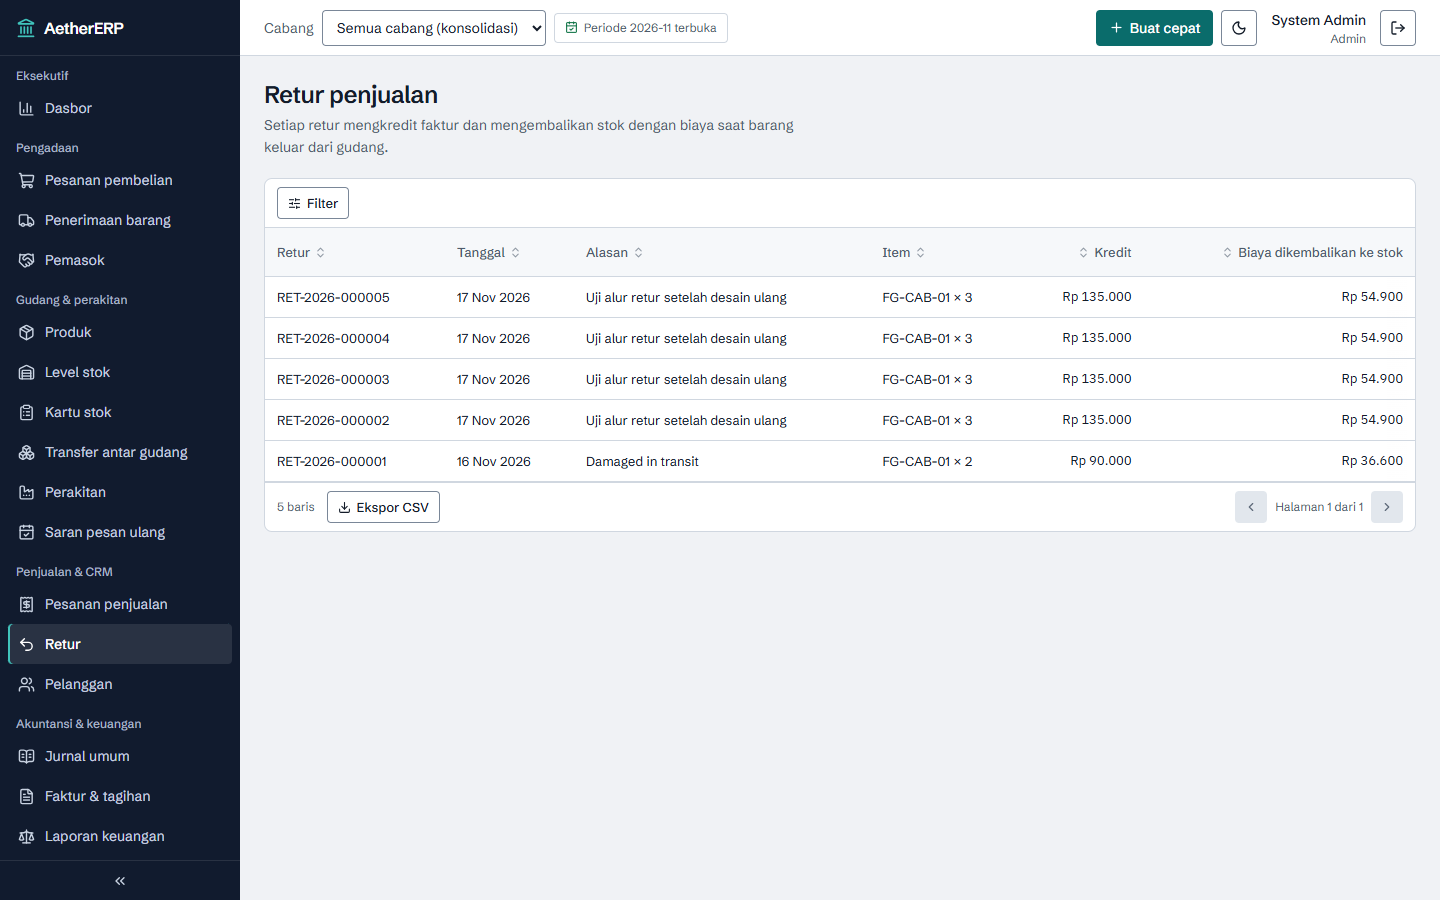 AetherERP
Cabang
Semua cabang (konsolidasi)
Periode 2026-11 terbuka
Buat cepat
System Admin
Admin
Eksekutif
Dasbor
Pengadaan
Pesanan pembelian
Penerimaan barang
Pemasok
Gudang & perakitan
Produk
Level stok
Kartu stok
Transfer antar gudang
Perakitan
Saran pesan ulang
Penjualan & CRM
Pesanan penjualan
Retur
Pelanggan
Akuntansi & keuangan
Jurnal umum
Faktur & tagihan
Laporan keuangan
Retur penjualan
Setiap retur mengkredit faktur dan mengembalikan stok dengan biaya saat barang
keluar dari gudang.
Filter
Retur Tanggal Alasan Item Kredit Biaya dikembalikan ke stok
RET-2026-000005 17 Nov 2026 Uji alur retur setelah desain ulang FG-CAB-01 × 3 Rp 135.000 Rp 54.900
RET-2026-000004 17 Nov 2026 Uji alur retur setelah desain ulang FG-CAB-01 × 3 Rp 135.000 Rp 54.900
RET-2026-000003 17 Nov 2026 Uji alur retur setelah desain ulang FG-CAB-01 × 3 Rp 135.000 Rp 54.900
RET-2026-000002 17 Nov 2026 Uji alur retur setelah desain ulang FG-CAB-01 × 3 Rp 135.000 Rp 54.900
RET-2026-000001 16 Nov 2026 Damaged in transit FG-CAB-01 × 2 Rp 90.000 Rp 36.600
5 baris
Ekspor CSV
Halaman 1 dari 1